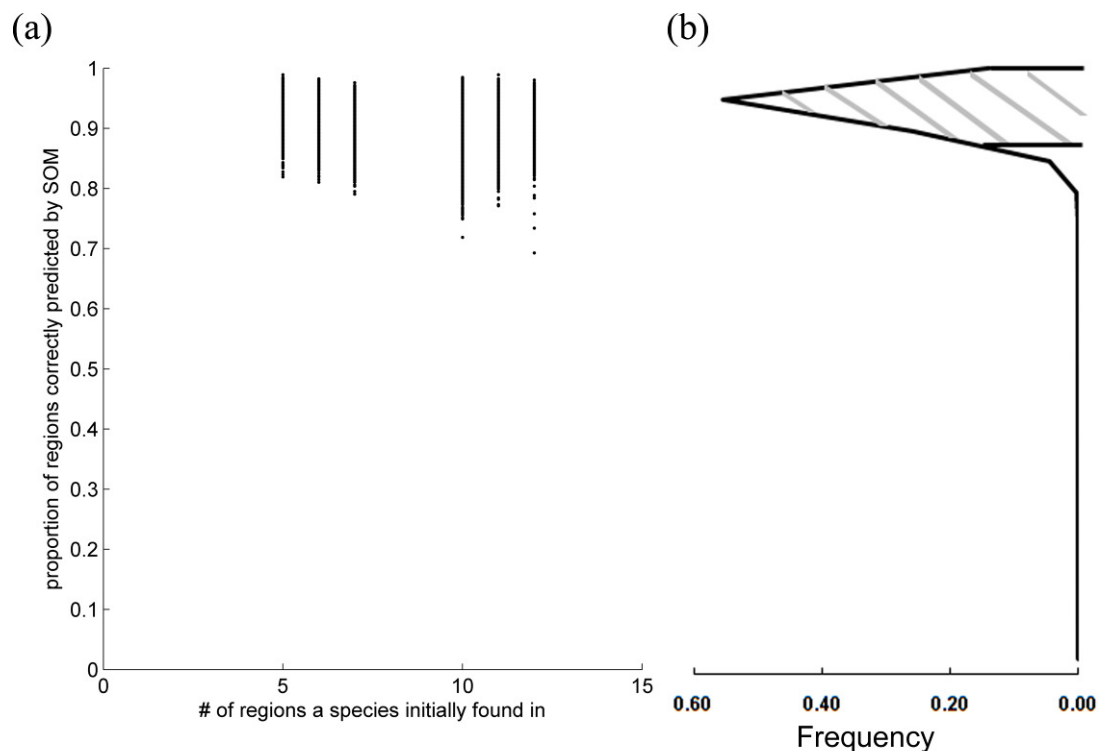 (a)
(b)
1
0.9
0.8
0.7
0.6
0.5
0.4
0.3
0.2
0.1
0
proportion of regions correctly predicted by SOM
0 5 10 15
# of regions a species initially found in
0.60 0.40 0.20 0.00
Frequency